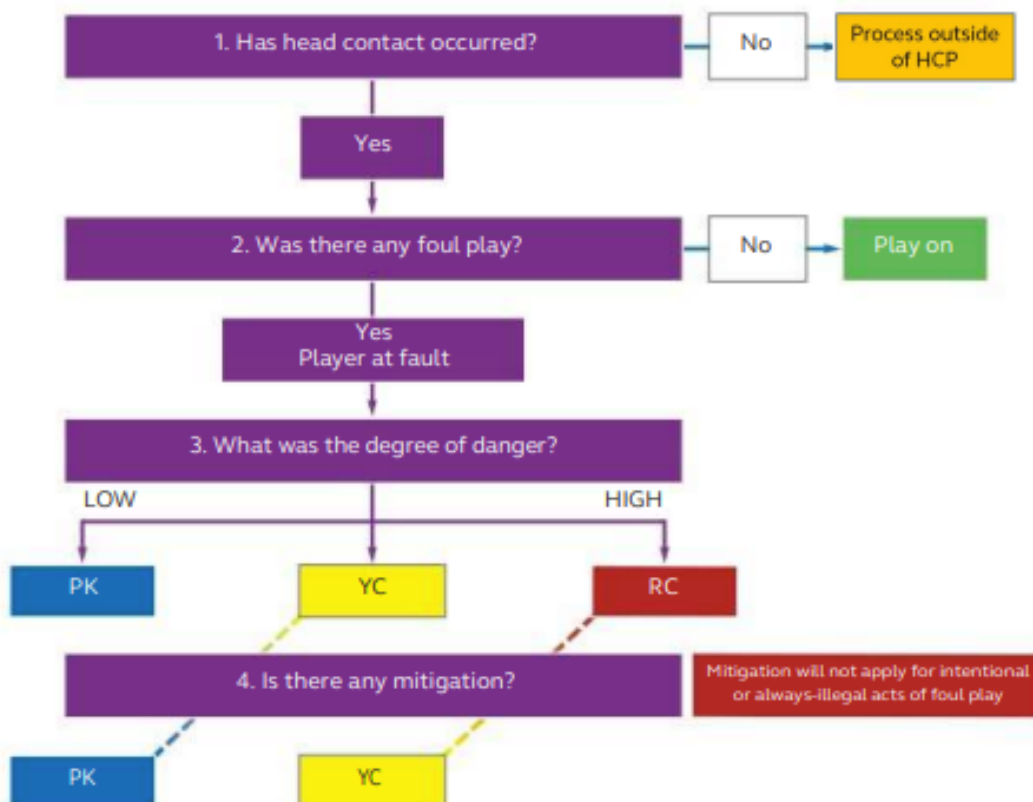 1. Has head contact occurred?
No
Process outside
of HCP
Yes
2. Was there any foul play?
No
Play on
Yes
Player at fault
3. What was the degree of danger?
LOW
HIGH
PK
YC
RC
4. Is there any mitigation?
Mitigation will not apply for intentional
or always-illegal acts of foul play
PK
YC